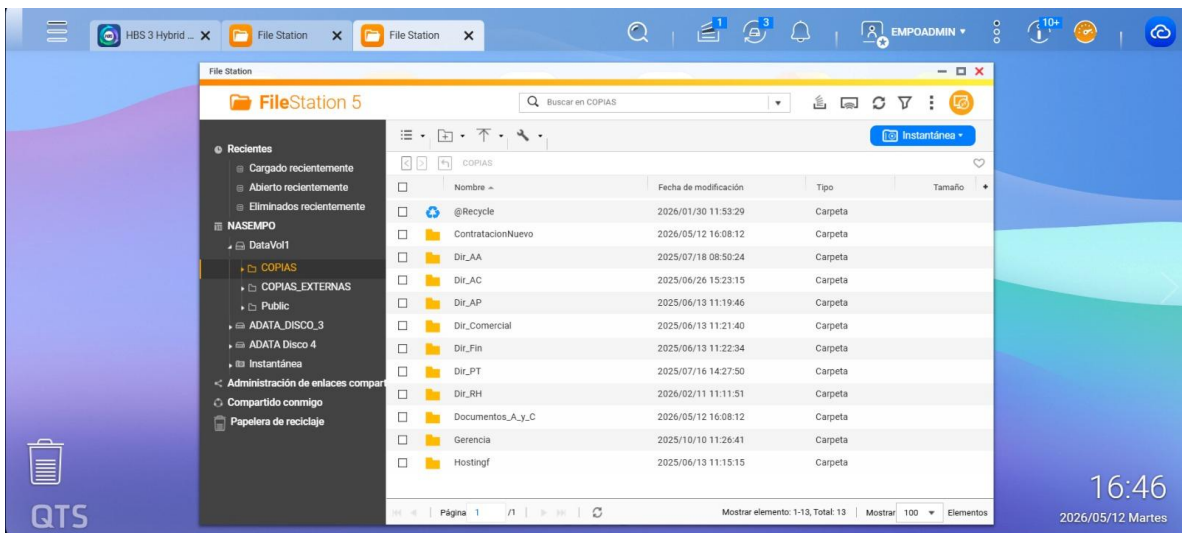 HBS 3 Hybrid ... X
File Station X
File Station X
1
3
EMPOADMIN
10+
File Station
FileStation 5
Buscar en COPIAS
Instantánea
COPIAS
Recientes
Cargado recientemente
Abierto recientemente
Eliminados recientemente
NASEMPO
DataVol1
COPIAS
COPIAS_EXTERNAS
Public
ADATA_DISCO_3
ADATA Disco 4
Instantánea
Administración de enlaces compart
Compartido conmigo
Papelera de reciclaje
Nombre Fecha de modificación Tipo Tamaño
@Recycle 2026/01/30 11:53:29 Carpeta
ContratacionNuevo 2026/05/12 16:08:12 Carpeta
Dir_AA 2025/07/18 08:50:24 Carpeta
Dir_AC 2025/06/26 15:23:15 Carpeta
Dir_AP 2025/06/13 11:19:46 Carpeta
Dir_Comercial 2025/06/13 11:21:40 Carpeta
Dir_Fin 2025/06/13 11:22:34 Carpeta
Dir_PT 2025/07/16 14:27:50 Carpeta
Dir_RH 2026/02/11 11:11:51 Carpeta
Documentos_A_y_C 2026/05/12 16:08:12 Carpeta
Gerencia 2025/10/10 11:26:41 Carpeta
Hostingf 2025/06/13 11:15:15 Carpeta
Página 1 /1 Mostrar elemento: 1-13, Total: 13 Mostrar 100 Elementos
QTS
16:46
2026/05/12 Martes